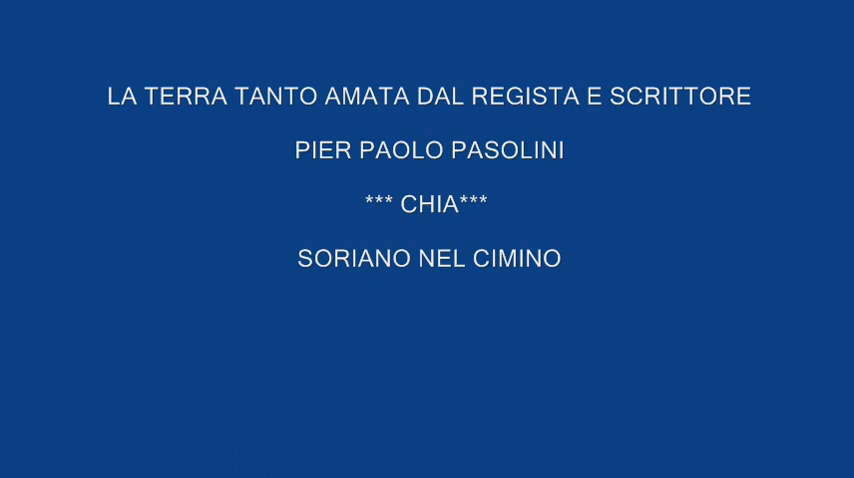 LA TERRA TANTO AMATA DAL REGISTA E SCRITTORE
PIER PAOLO PASOLINI
*** CHIA***
SORIANO NEL CIMINO